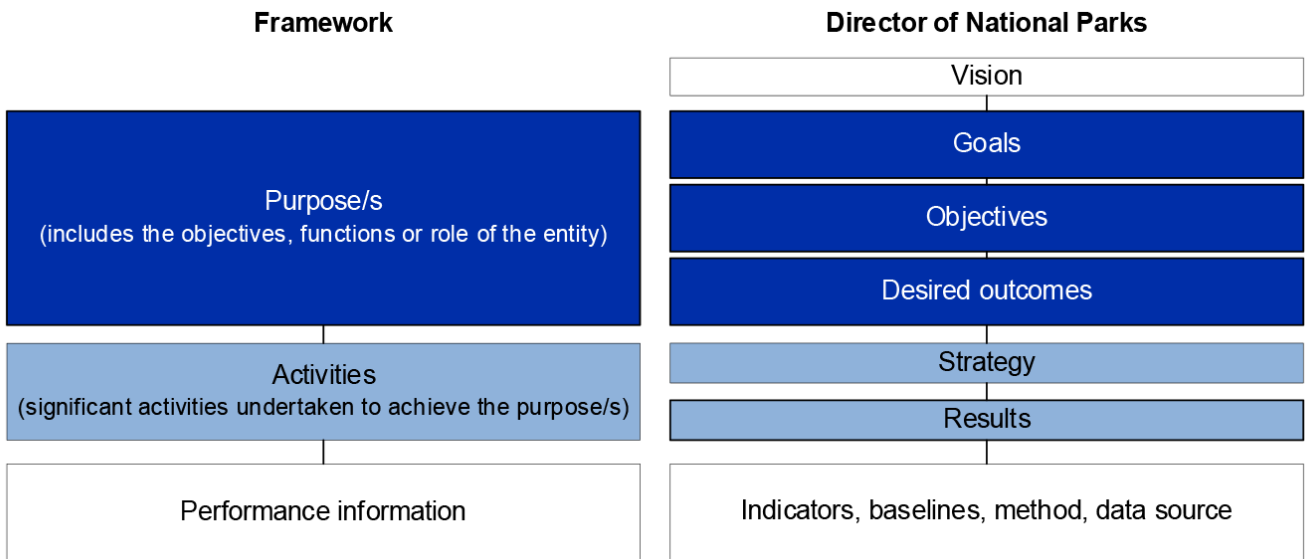 Framework
Purpose/s
(includes the objectives, functions or role of the entity)
Activities
(significant activities undertaken to achieve the purpose/s)
Performance information
Director of National Parks
Vision
Goals
Objectives
Desired outcomes
Strategy
Results
Indicators, baselines, method, data source